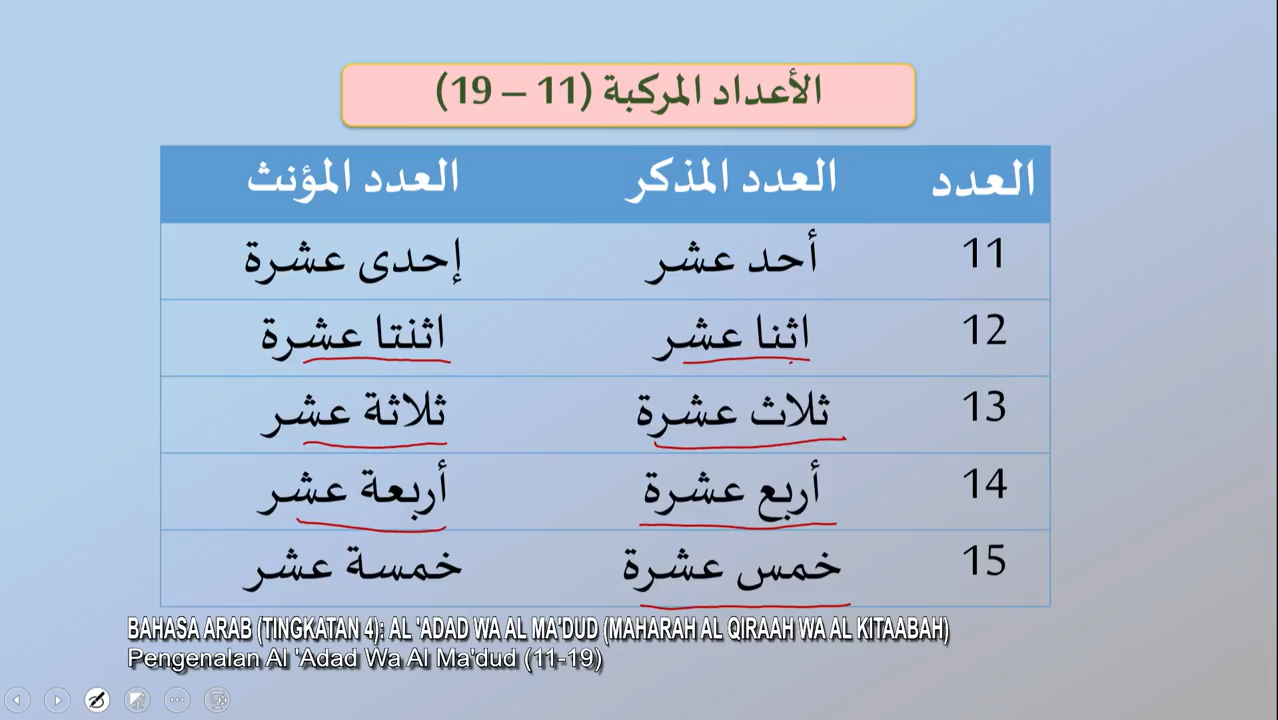 الأعداد المركبة (11 – 19)
العدد العدد المذكر العدد المؤنث
11 أحد عشر إحدى عشرة
12 اثنا عشر اثنتا عشرة
13 ثلاث عشرة ثلاثة عشر
14 أربع عشرة أربعة عشر
15 خمس عشرة خمسة عشر
BAHASA ARAB (TINGKATAN 4): AL 'ADAD WA AL MA'DUD (MAHARAH AL QIRAAH WA AL KITAABAH)
Pengenalan Al 'Adad Wa Al Ma'dud (11-19)